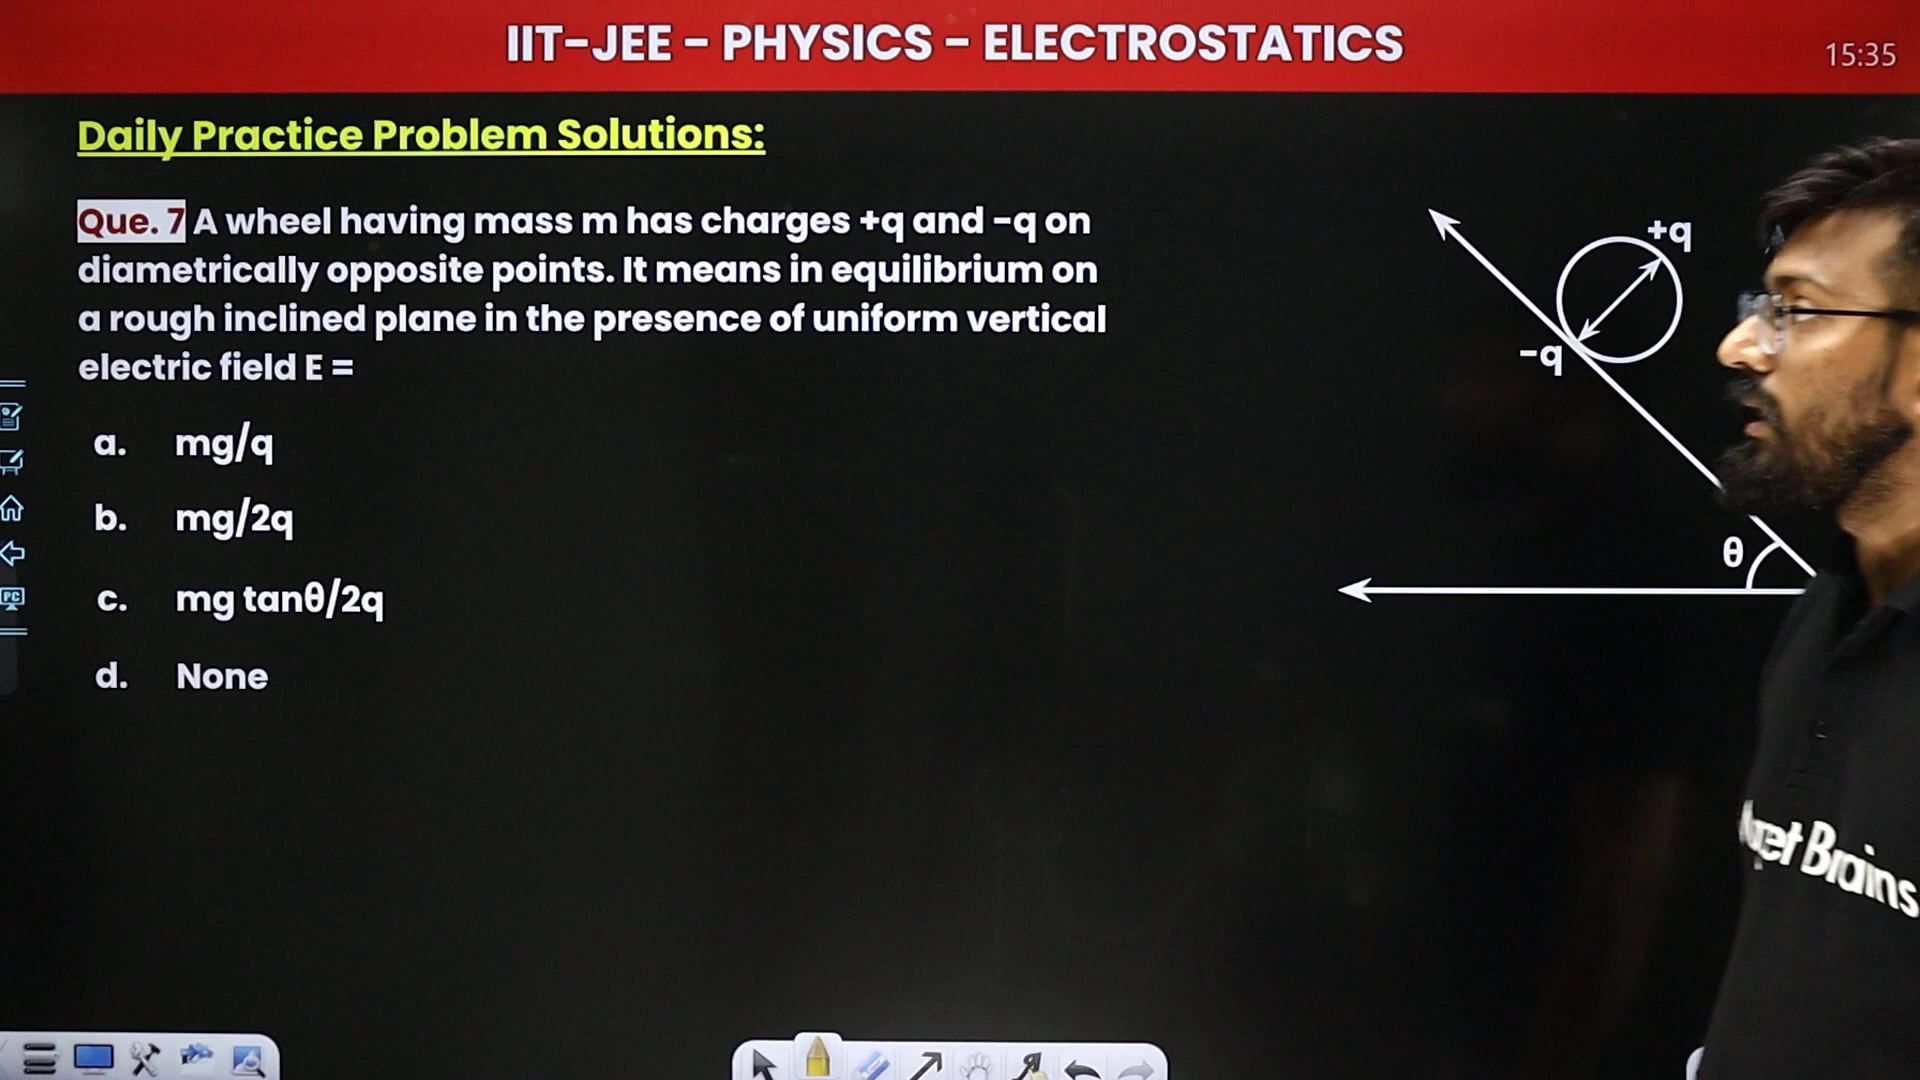 IIT-JEE - PHYSICS - ELECTROSTATICS
15:35
Daily Practice Problem Solutions:
Que. 7 A wheel having mass m has charges +q and -q on
diametrically opposite points. It means in equilibrium on
a rough inclined plane in the presence of uniform vertical
electric field E =
a. mg/q
b. mg/2q
c. mg tanθ/2q
d. None
+q
-q
θ
PC
Brains